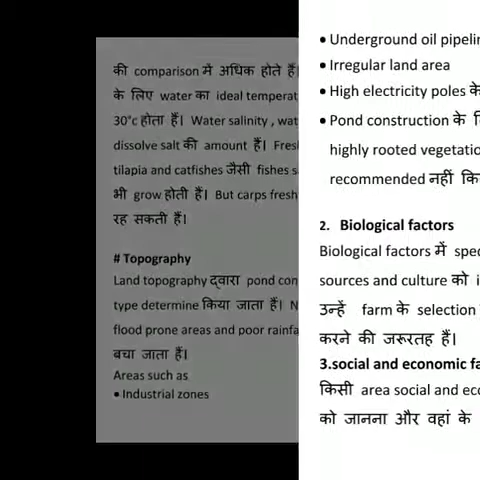 की comparison में अधिक होते हैं।
के लिए water का ideal temperat
30°c होता हैं। Water salinity , wat
dissolve salt की amount हैं। Fres
tilapia and catfishes जैसी fishes s
भी grow होती हैं। But carps fresh
रह सकती हैं।
# Topography
Land topography द्वारा pond con
type determine किया जाता हैं। N
flood prone areas and poor rainfa
बचा जाता हैं।
Areas such as
• Industrial zones
• Underground oil pipelin
• Irregular land area
• High electricity poles के
• Pond construction के
highly rooted vegetatio
recommended नहीं कि
2. Biological factors
Biological factors में spec
sources and culture को i
उन्हें farm के selection
करने की जरूरतह हैं।
3.social and economic fa
किसी area social and eco
को जानना और वहां के